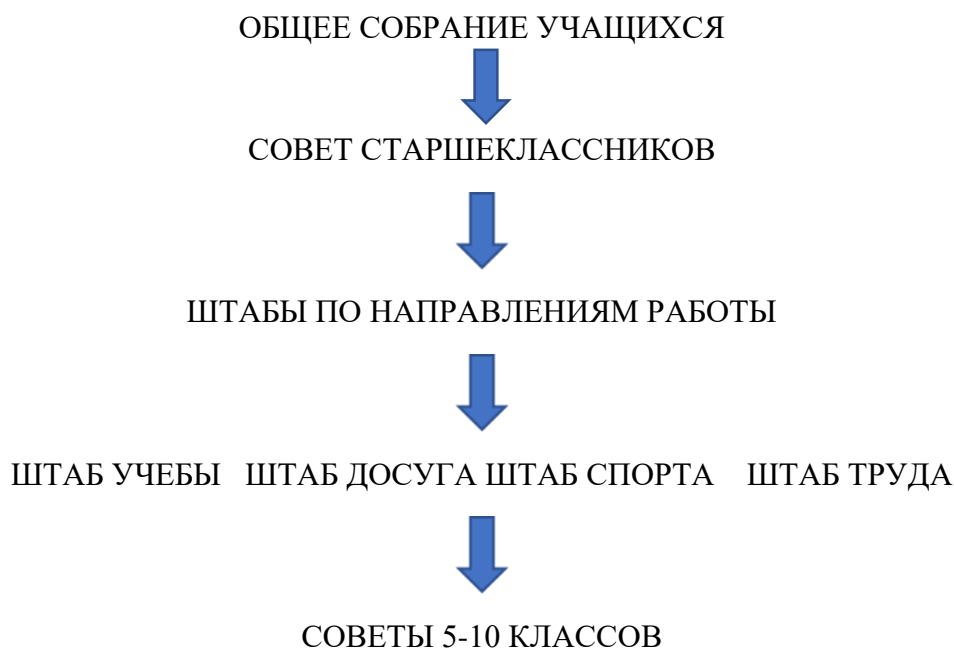 ОБЩЕЕ СОБРАНИЕ УЧАЩИХСЯ
СОВЕТ СТАРШЕКЛАССНИКОВ
ШТАБЫ ПО НАПРАВЛЕНИЯМ РАБОТЫ
ШТАБ УЧЕБЫ ШТАБ ДОСУГА ШТАБ СПОРТА ШТАБ ТРУДА
СОВЕТЫ 5-10 КЛАССОВ